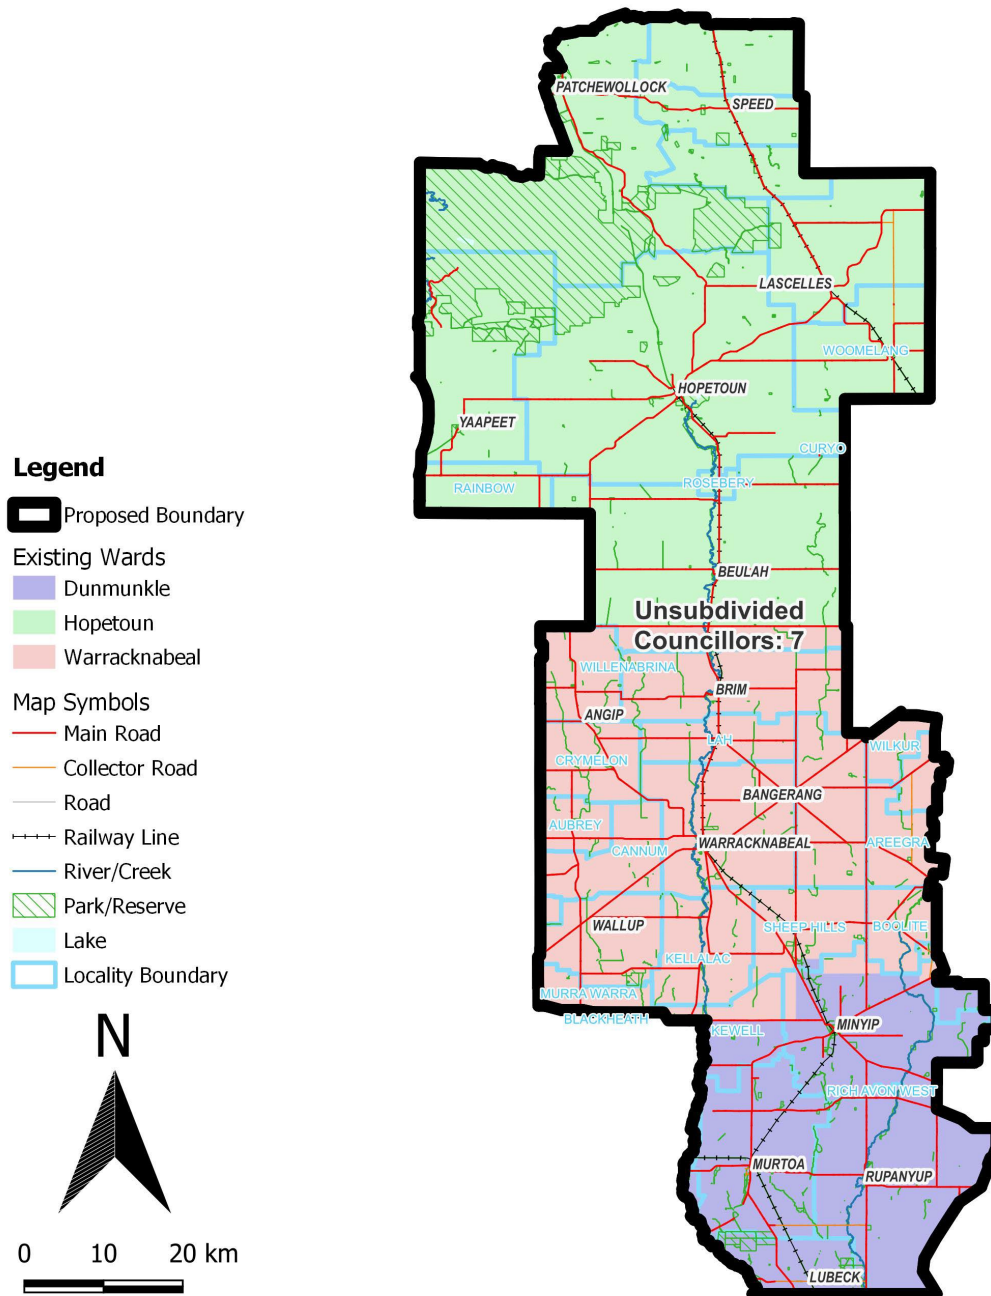 PATCHEWOLLOCK
SPEED
LASCELLES
WOOMELANG
HOPETOUN
YAAPEET
CURYO
RAINBOW
ROSEBERY
BEULAH
Unsubdivided
Councillors: 7
WILLENABRINA
BRIM
ANGIP
LAH
WILKUR
CRYMELON
BANGERANG
AUBREY
CANNUM
WARRACKNABEAL
AREEGRA
WALLUP
SHEEP HILLS
BOOLITE
KELLALAC
MURRA WARRA
BLACKHEATH
KEWELL
MINYIP
RICH AVON WEST
MURTOA
RUPANYUP
LUBECK
Legend
Proposed Boundary
Existing Wards
Dunmunkle
Hopetoun
Warracknabeal
Map Symbols
Main Road
Collector Road
Road
Railway Line
River/Creek
Park/Reserve
Lake
Locality Boundary
N
0 10 20 km